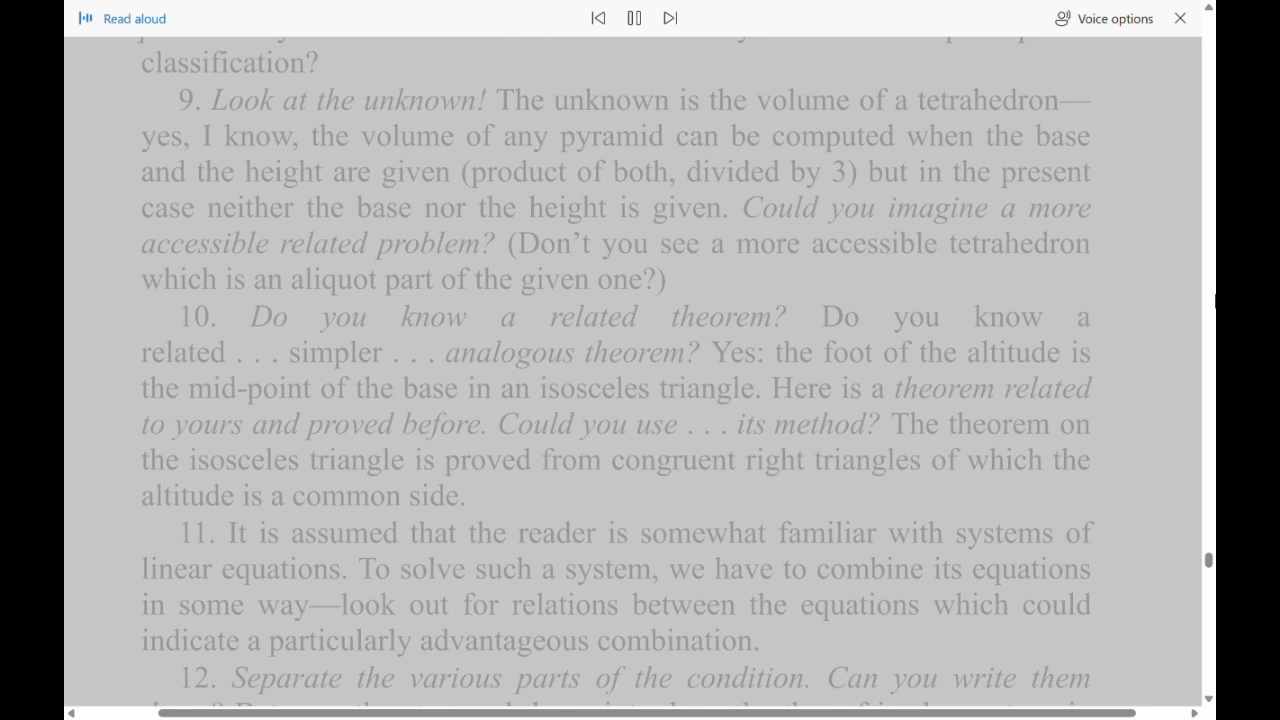 Read aloud
Voice options
classification?
9. Look at the unknown! The unknown is the volume of a tetrahedron—
yes, I know, the volume of any pyramid can be computed when the base
and the height are given (product of both, divided by 3) but in the present
case neither the base nor the height is given. Could you imagine a more
accessible related problem? (Don’t you see a more accessible tetrahedron
which is an aliquot part of the given one?)
10. Do you know a related theorem? Do you know a
related . . . simpler . . . analogous theorem? Yes: the foot of the altitude is
the mid-point of the base in an isosceles triangle. Here is a theorem related
to yours and proved before. Could you use . . . its method? The theorem on
the isosceles triangle is proved from congruent right triangles of which the
altitude is a common side.
11. It is assumed that the reader is somewhat familiar with systems of
linear equations. To solve such a system, we have to combine its equations
in some way—look out for relations between the equations which could
indicate a particularly advantageous combination.
12. Separate the various parts of the condition. Can you write them